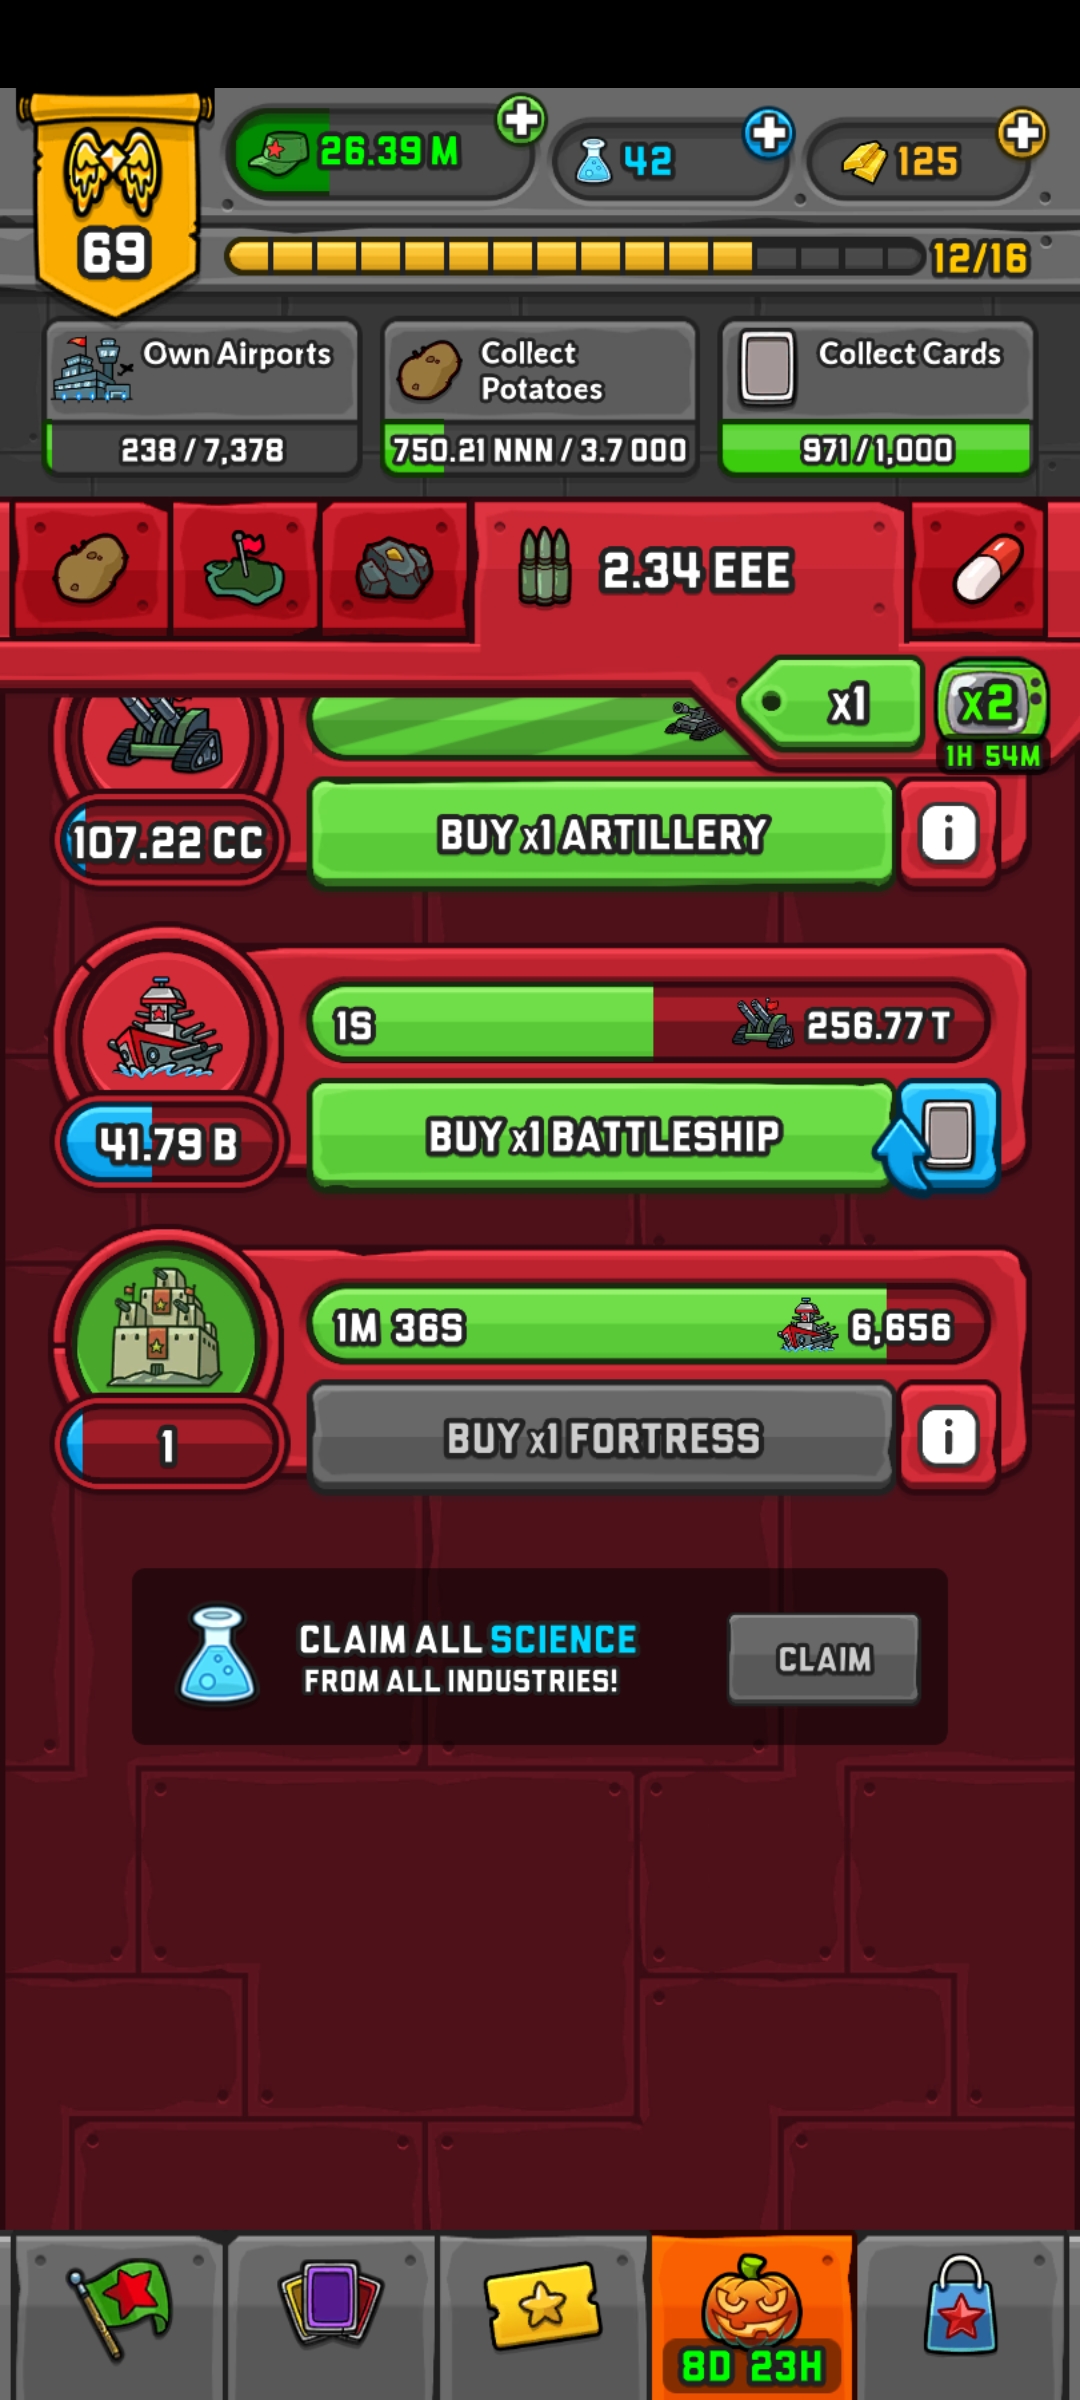 26.39 M
42
125
69
12/16
Own Airports
238 / 7,378
Collect
Potatoes
750.21 NNN / 3.7 OOO
Collect Cards
971 / 1,000
2.34 EEE
x1
x2
1H 54M
107.22 CC
BUY x1 ARTILLERY
1S
256.77 T
41.79 B
BUY x1 BATTLESHIP
1M 36S
6,656
1
BUY x1 FORTRESS
CLAIM ALL SCIENCE
FROM ALL INDUSTRIES!
CLAIM
8D 23H